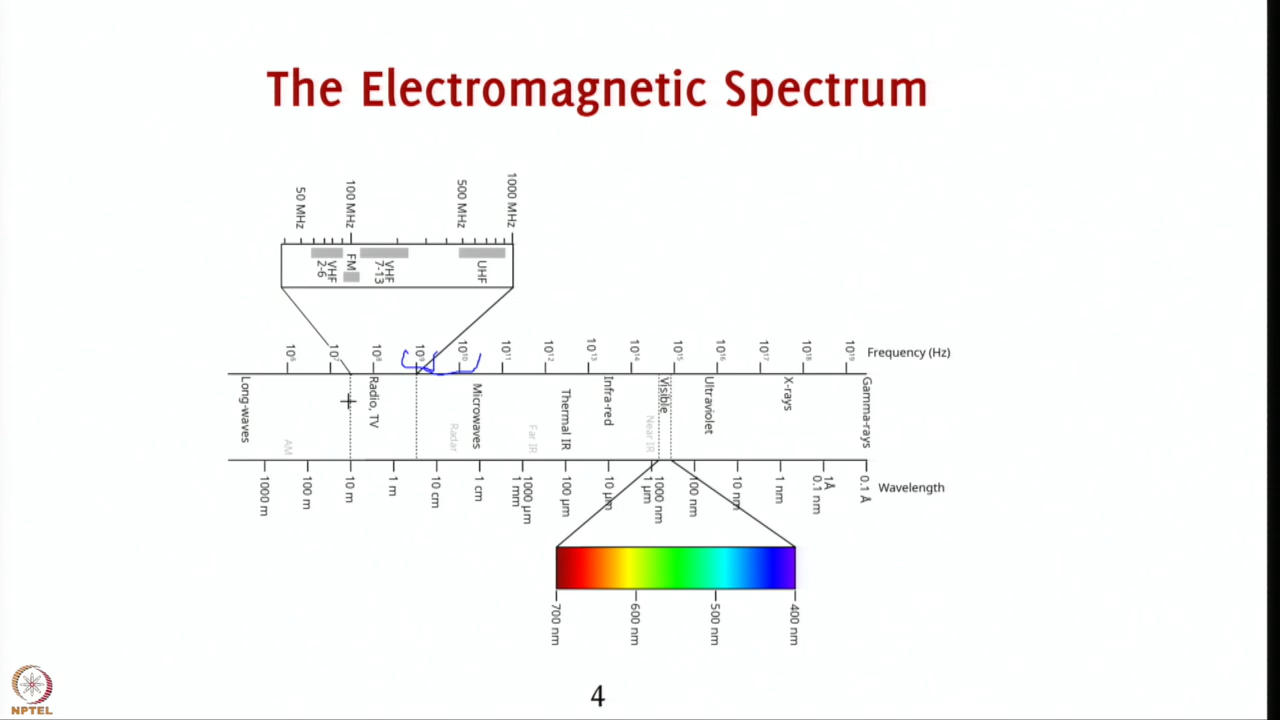 The Electromagnetic Spectrum
50 MHz
100 MHz
500 MHz
1000 MHz
VHF
2-6
FM
VHF
7-13
UHF
10⁶
10⁷
10⁸
10⁹
10¹⁰
10¹¹
10¹²
10¹³
10¹⁴
10¹⁵
10¹⁶
10¹⁷
10¹⁸
10¹⁹
Frequency (Hz)
Long-waves
AM
Radio, TV
Radar
Microwaves
Far IR
Thermal IR
Infra-red
Near IR
Visible
Ultraviolet
X-rays
Gamma-rays
1000 m
100 m
10 m
1 m
10 cm
1 cm
1000 µm
1 mm
100 µm
10 µm
1000 nm
1 µm
100 nm
10 nm
1 nm
1Å
0.1 nm
0.1 Å
Wavelength
700 nm
600 nm
500 nm
400 nm
NPTEL
4